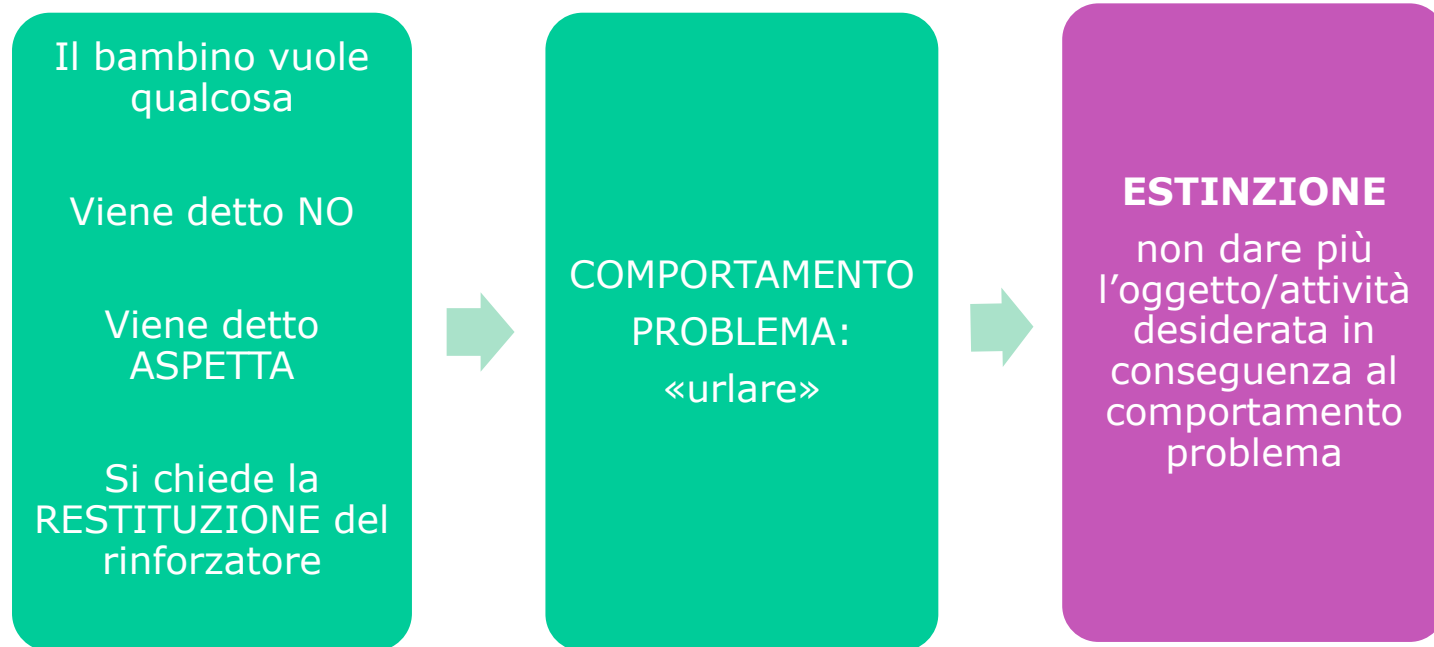 Il bambino vuole
qualcosa
Viene detto NO
Viene detto
ASPETTA
Si chiede la
RESTITUZIONE del
rinforzatore
COMPORTAMENTO
PROBLEMA:
«urlare»
ESTINZIONE
non dare più
l’oggetto/attività
desiderata in
conseguenza al
comportamento
problema